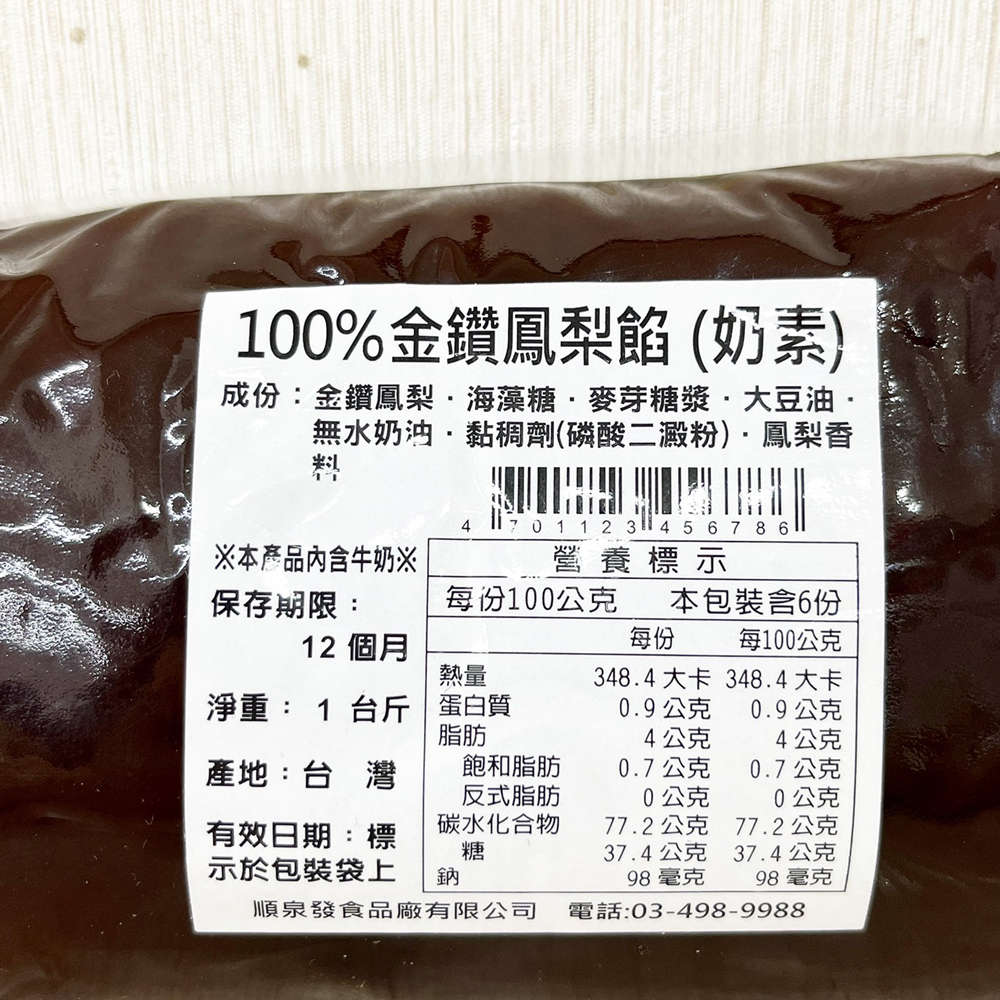 100%金鑽鳳梨餡 (奶素)
成份：金鑽鳳梨·海藻糖·麥芽糖漿·大豆油·
無水奶油·黏稠劑(磷酸二澱粉)·鳳梨香
料
4 701123 456786
※本產品內含牛奶※
保存期限：
12 個月
淨重： 1 台斤
產地：台 灣
有效日期：標
示於包裝袋上
營養標示
每份100公克 本包裝含6份
每份 每100公克
熱量 348.4 大卡 348.4 大卡
蛋白質 0.9 公克 0.9 公克
脂肪 4 公克 4 公克
飽和脂肪 0.7 公克 0.7 公克
反式脂肪 0 公克 0 公克
碳水化合物 77.2 公克 77.2 公克
糖 37.4 公克 37.4 公克
鈉 98 毫克 98 毫克
順泉發食品廠有限公司 電話:03-498-9988